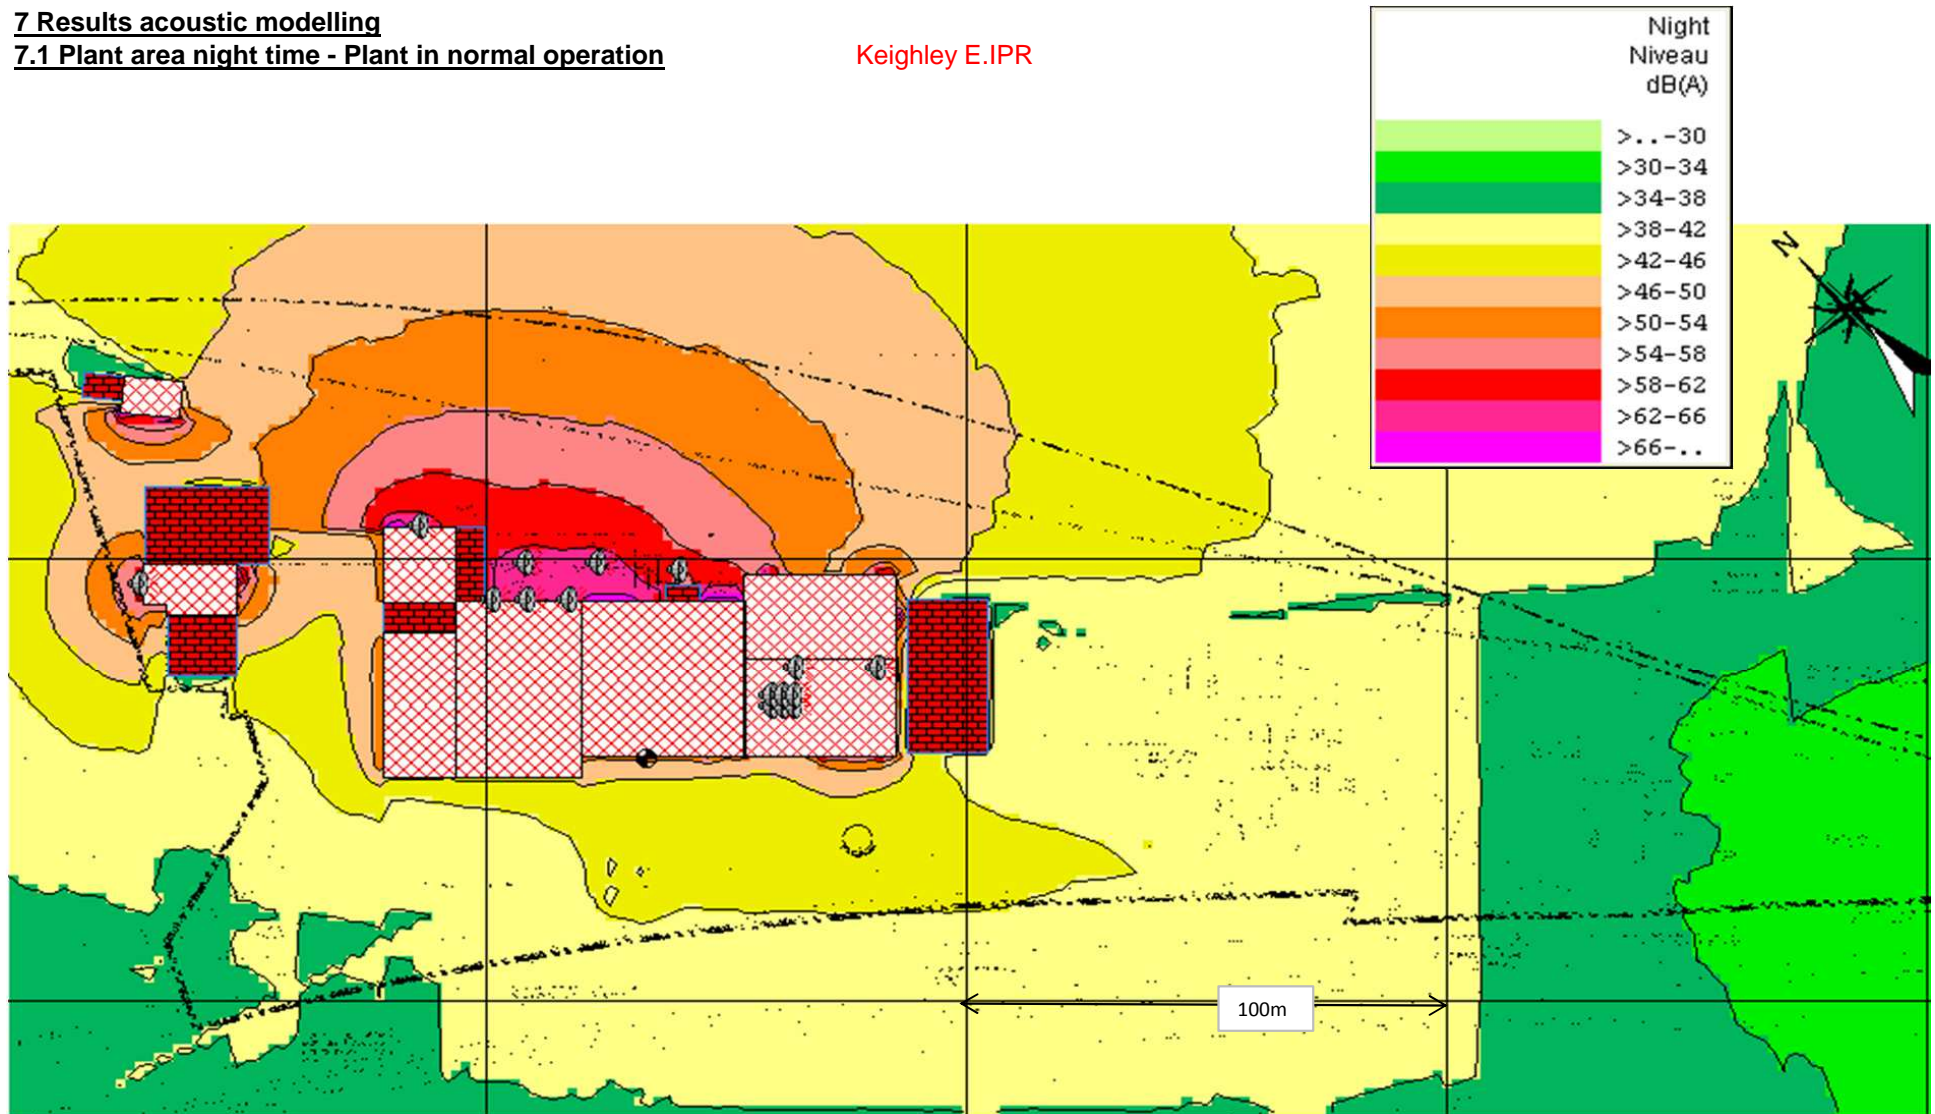 7 Results acoustic modelling
7.1 Plant area night time - Plant in normal operation
Keighley E.IPR
Night
Niveau
dB(A)
>..-30
>30-34
>34-38
>38-42
>42-46
>46-50
>50-54
>54-58
>58-62
>62-66
>66-..
N
100m